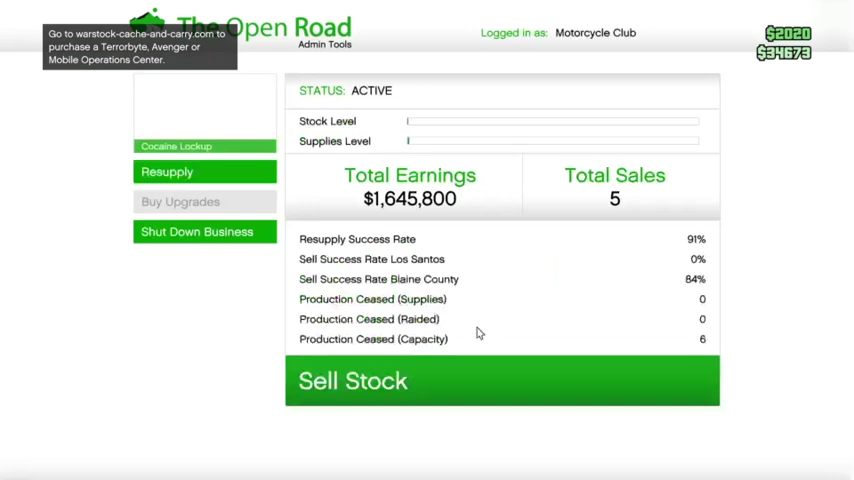 The Open Road
Admin Tools
Go to warstock-cache-and-carry.com to
purchase a Terrorbyte, Avenger or
Mobile Operations Center.
Logged in as: Motorcycle Club
$2020
$34673
STATUS: ACTIVE
Stock Level
Supplies Level
Cocaine Lockup
Resupply
Buy Upgrades
Shut Down Business
Total Earnings
$1,645,800
Total Sales
5
Resupply Success Rate 91%
Sell Success Rate Los Santos 0%
Sell Success Rate Blaine County 84%
Production Ceased (Supplies) 0
Production Ceased (Raided) 0
Production Ceased (Capacity) 6
Sell Stock